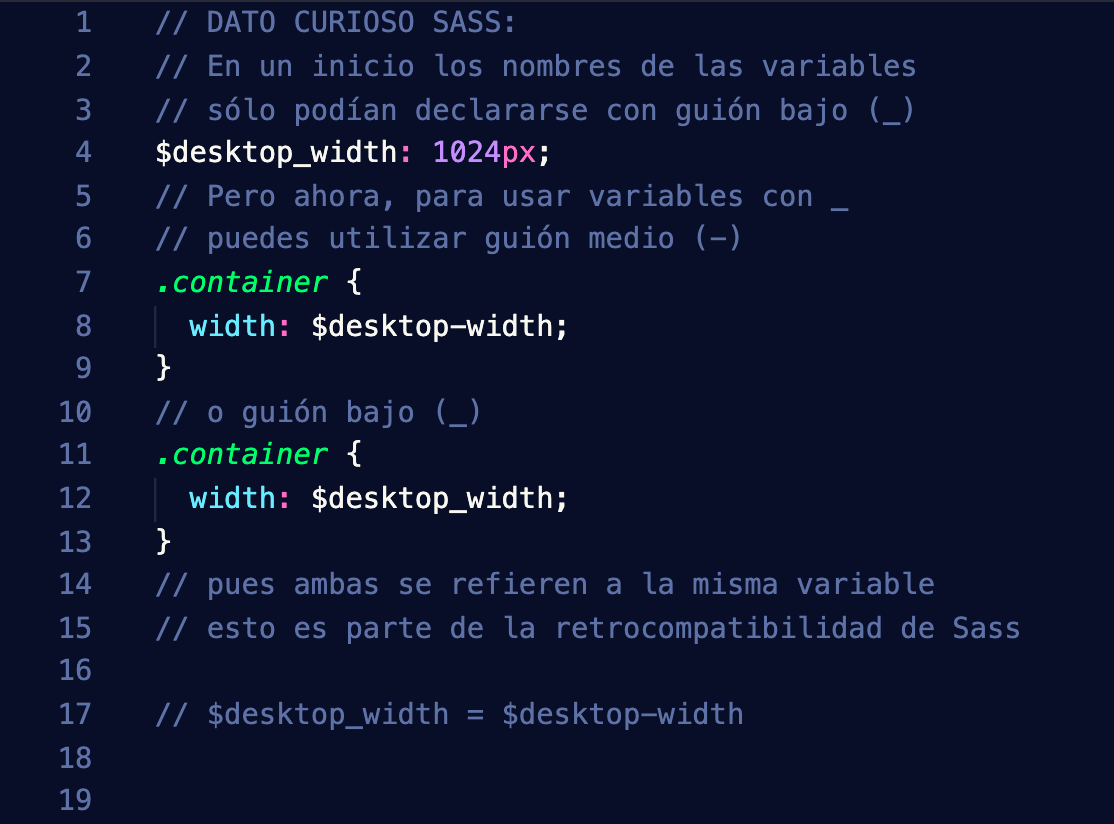 1 // DATO CURIOSO SASS:
2 // En un inicio los nombres de las variables
3 // sólo podían declararse con guión bajo (_)
4 $desktop_width: 1024px;
5 // Pero ahora, para usar variables con _
6 // puedes utilizar guión medio (-)
7 .container {
8   width: $desktop-width;
9 }
10 // o guión bajo (_)
11 .container {
12   width: $desktop_width;
13 }
14 // pues ambas se refieren a la misma variable
15 // esto es parte de la retrocompatibilidad de Sass
16
17 // $desktop_width = $desktop-width
18
19